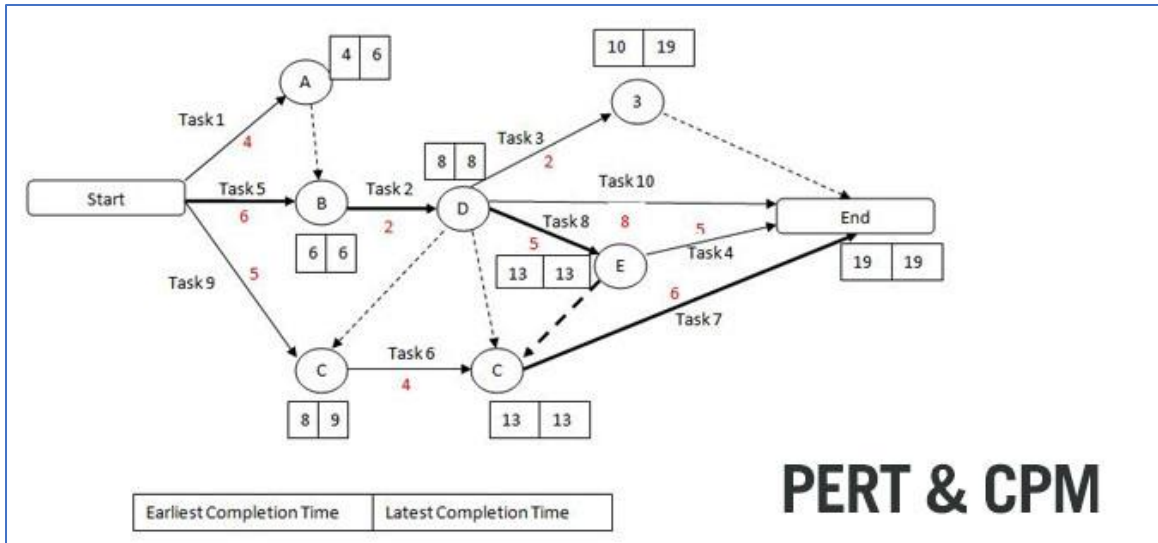 4 6
10 19
A
3
Task 1
4
Task 3
2
8 8
Task 10
Start
Task 5
6
B
Task 2
2
D
8
Task 8
5
5
Task 4
End
6 6
13 13
E
19 19
Task 9
5
6
Task 7
C
Task 6
4
C
8 9
13 13
PERT & CPM
Earliest Completion Time Latest Completion Time